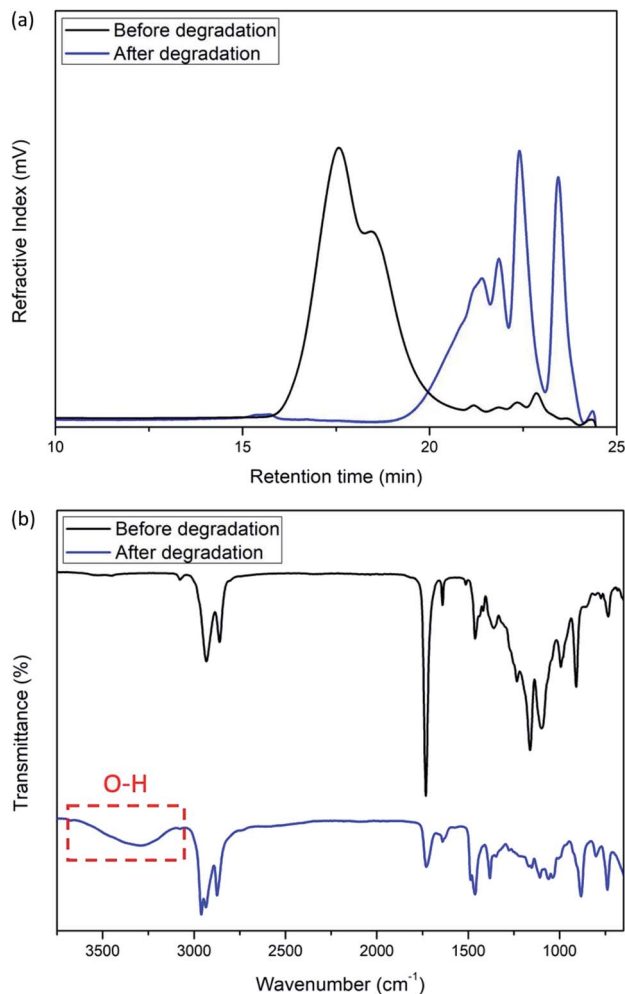 (a)
Before degradation
After degradation
Refractive Index (mV)
10 15 20 25
Retention time (min)
(b)
Before degradation
After degradation
Transmittance (%)
O-H
3500 3000 2500 2000 1500 1000
Wavenumber (cm⁻¹)